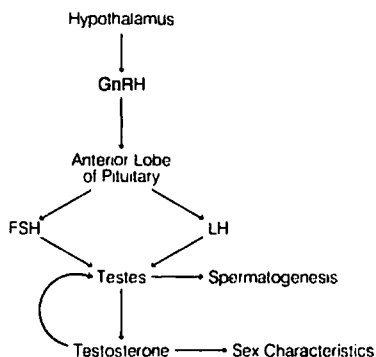 Hypothalamus
GnRH
Anterior Lobe
of Pituitary
FSH
LH
Testes
Spermatogenesis
Testosterone
Sex Characteristics